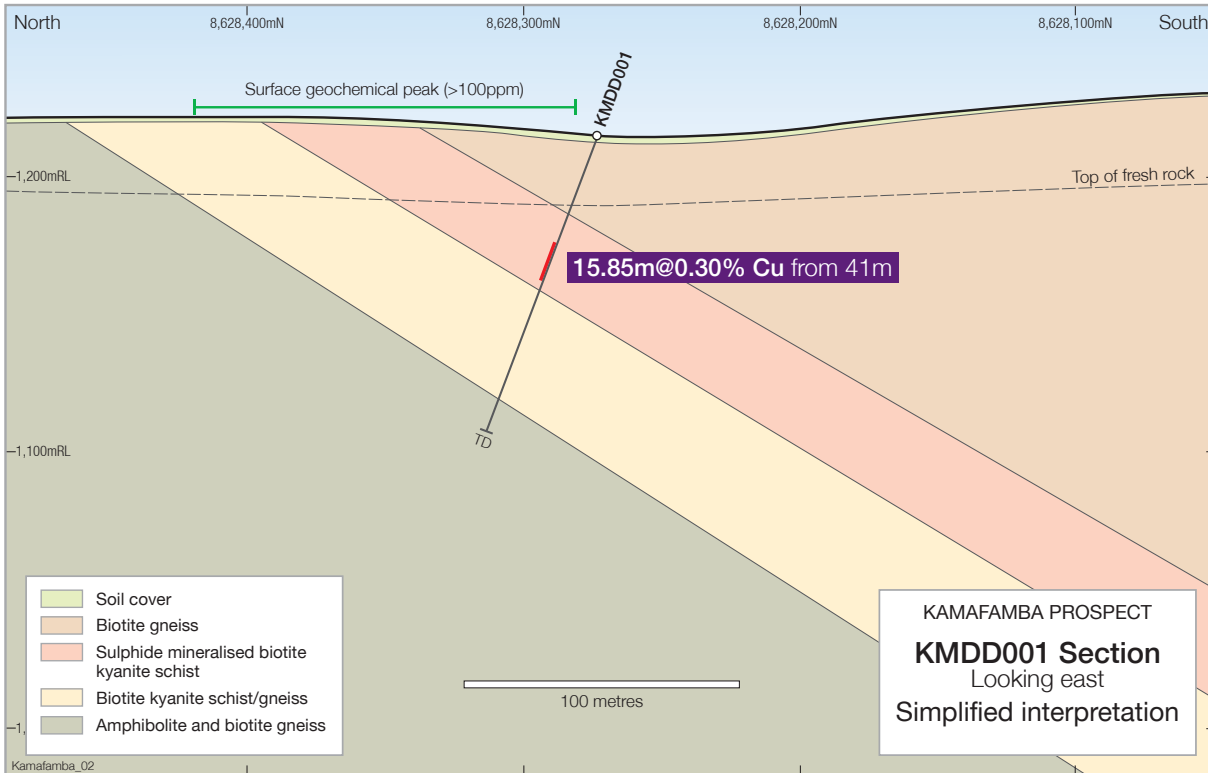 North
8,628,400mN
8,628,300mN
8,628,200mN
8,628,100mN
South
Surface geochemical peak (>100ppm)
KMDD001
1,200mRL
Top of fresh rock
15.85m@0.30% Cu from 41m
1,100mRL
TD
Soil cover
Biotite gneiss
Sulphide mineralised biotite
kyanite schist
Biotite kyanite schist/gneiss
Amphibolite and biotite gneiss
100 metres
KAMAFAMBA PROSPECT
KMDD001 Section
Looking east
Simplified interpretation
Kamafamba_02